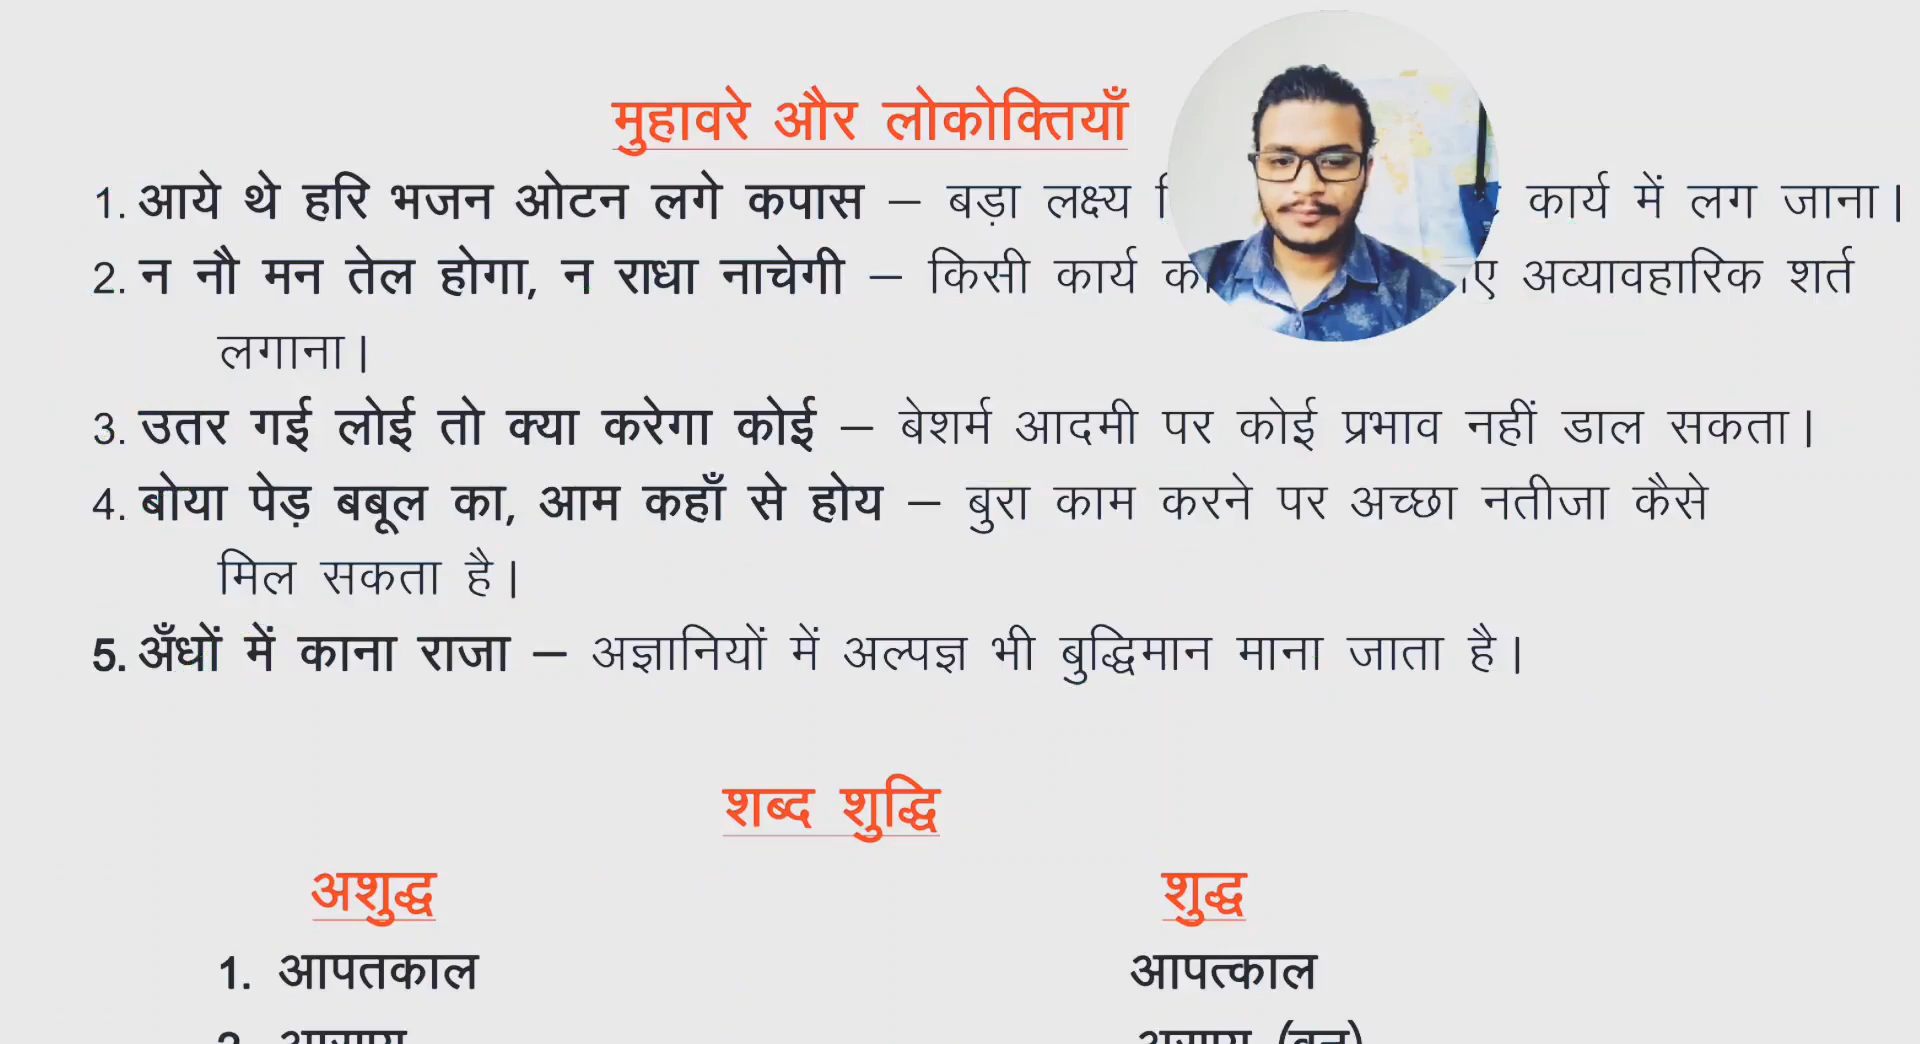 मुहावरे और लोकोक्तियाँ
1. आये थे हरि भजन ओटन लगे कपास – बड़ा लक्ष्य कार्य में लग जाना।
2. न नौ मन तेल होगा, न राधा नाचेगी – किसी कार्य अव्यावहारिक शर्त
लगाना।
3. उतर गई लोई तो क्या करेगा कोई – बेशर्म आदमी पर कोई प्रभाव नहीं डाल सकता।
4. बोया पेड़ बबूल का, आम कहाँ से होय – बुरा काम करने पर अच्छा नतीजा कैसे
मिल सकता है।
5. अँधों में काना राजा – अज्ञानियों में अल्पज्ञ भी बुद्धिमान माना जाता है।
शब्द शुद्धि
अशुद्ध शुद्ध
1. आपतकाल आपत्काल